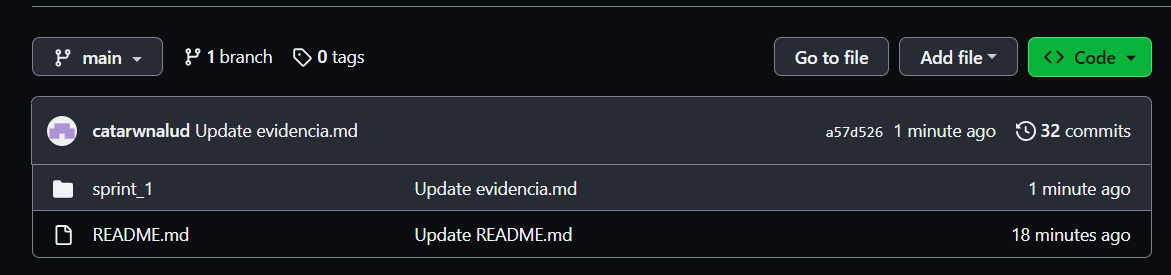 main 1 branch 0 tags Go to file Add file Code
catarwnalud Update evidencia.md a57d526 1 minute ago 32 commits
sprint_1 Update evidencia.md 1 minute ago
README.md Update README.md 18 minutes ago